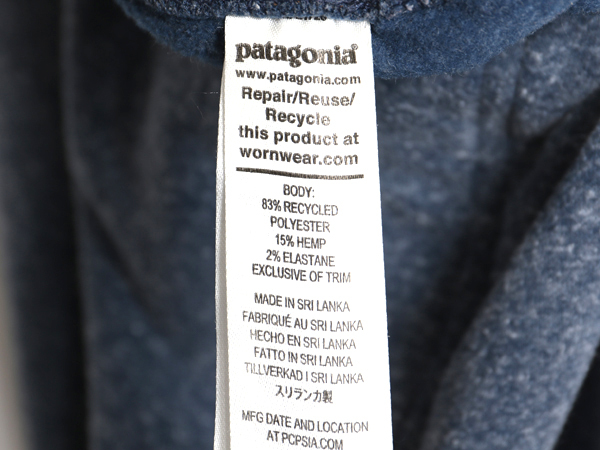 patagonia®
www.patagonia.com
Repair/Reuse/
Recycle
this product at
wornwear.com
BODY:
83% RECYCLED
POLYESTER
15% HEMP
2% ELASTANE
EXCLUSIVE OF TRIM
MADE IN SRI LANKA
FABRIQUÉ AU SRI LANKA
HECHO EN SRI LANKA
FATTO IN SRI LANKA
TILLVERKAD I SRI LANKA
スリランカ製
MFG DATE AND LOCATION
AT PCPSIA.COM